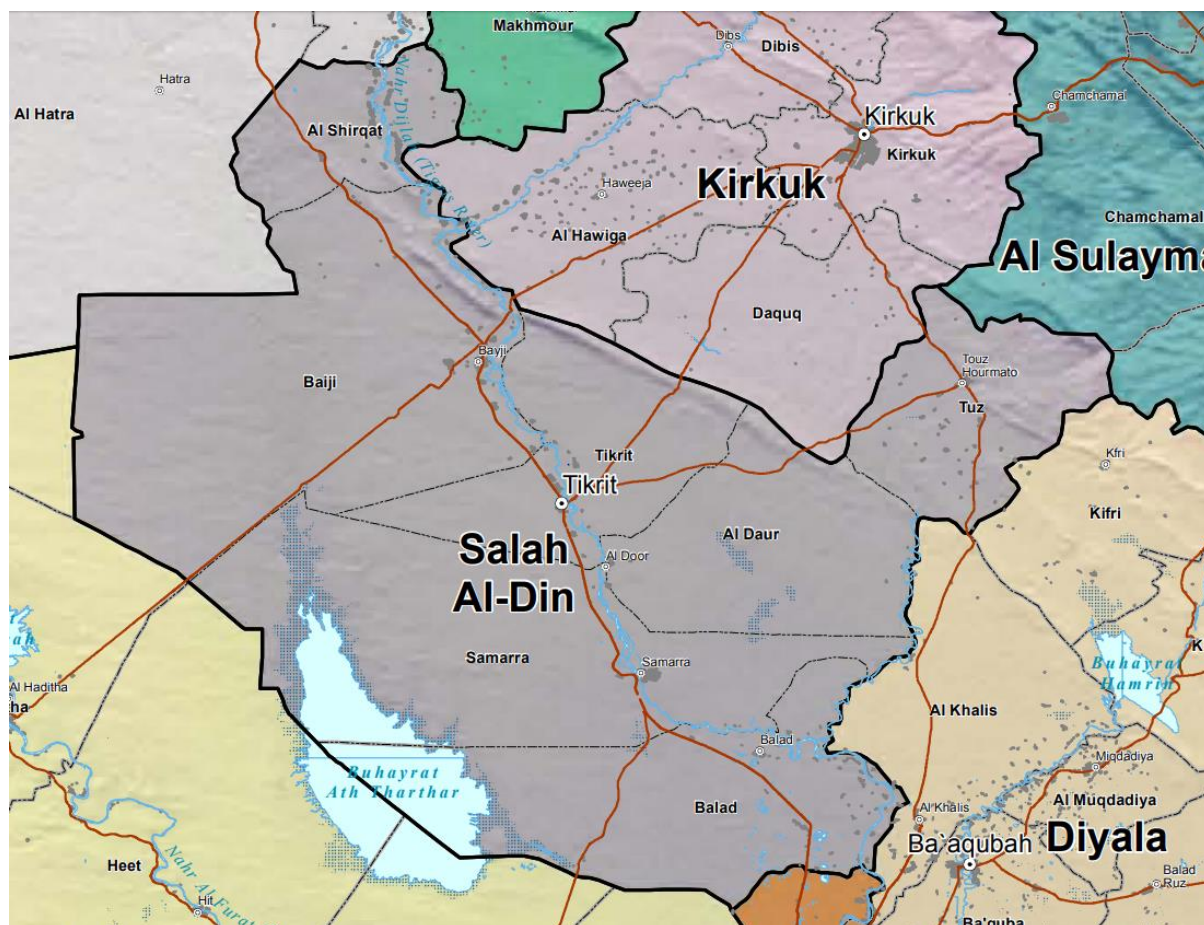 Makhmour
Dibs
Dibis
Hatra
Al Hatra
Chamchamal
Kirkuk
Al Shirqat
Kirkuk
Nahr Dijlah (Tigris River)
Haweeja
Kirkuk
Chamchamal
Al Hawiga
Al Sulayma
Daquq
Bayji
Touz
Hourmato
Baiji
Tuz
Tikrit
Kfri
Tikrit
Kifri
Al Daur
Salah
Al-Din
Al Door
Samarra
Samarra
Buhayrat
Hamrin
Al Haditha
Al Khalis
Balad
Miqdadiya
Buhayrat
Ath Tharthar
Balad
Al Khalis
Al Muqdadiya
Ba`aqubah
Diyala
Heet
Nahr Al Furat
Balad
Ruz
Hit
Ba'quba